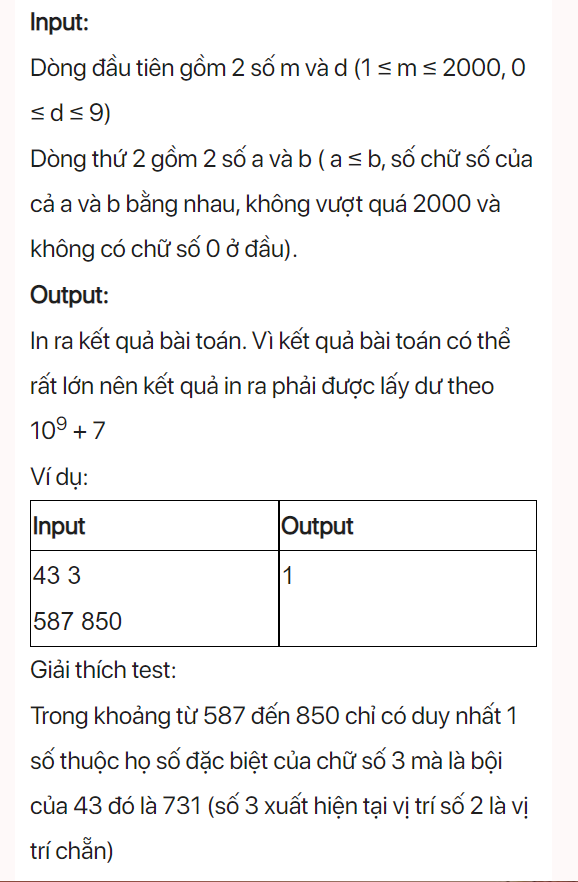 Input:
Dòng đầu tiên gồm 2 số m và d (1 ≤ m ≤ 2000, 0
≤ d ≤ 9)
Dòng thứ 2 gồm 2 số a và b ( a ≤ b, số chữ số của
cả a và b bằng nhau, không vượt quá 2000 và
không có chữ số 0 ở đầu).
Output:
In ra kết quả bài toán. Vì kết quả bài toán có thể
rất lớn nên kết quả in ra phải được lấy dư theo
10⁹ + 7
Ví dụ:
Input Output
43 3 1
587 850
Giải thích test:
Trong khoảng từ 587 đến 850 chỉ có duy nhất 1
số thuộc họ số đặc biệt của chữ số 3 mà là bội
của 43 đó là 731 (số 3 xuất hiện tại vị trí số 2 là vị
trí chẵn)